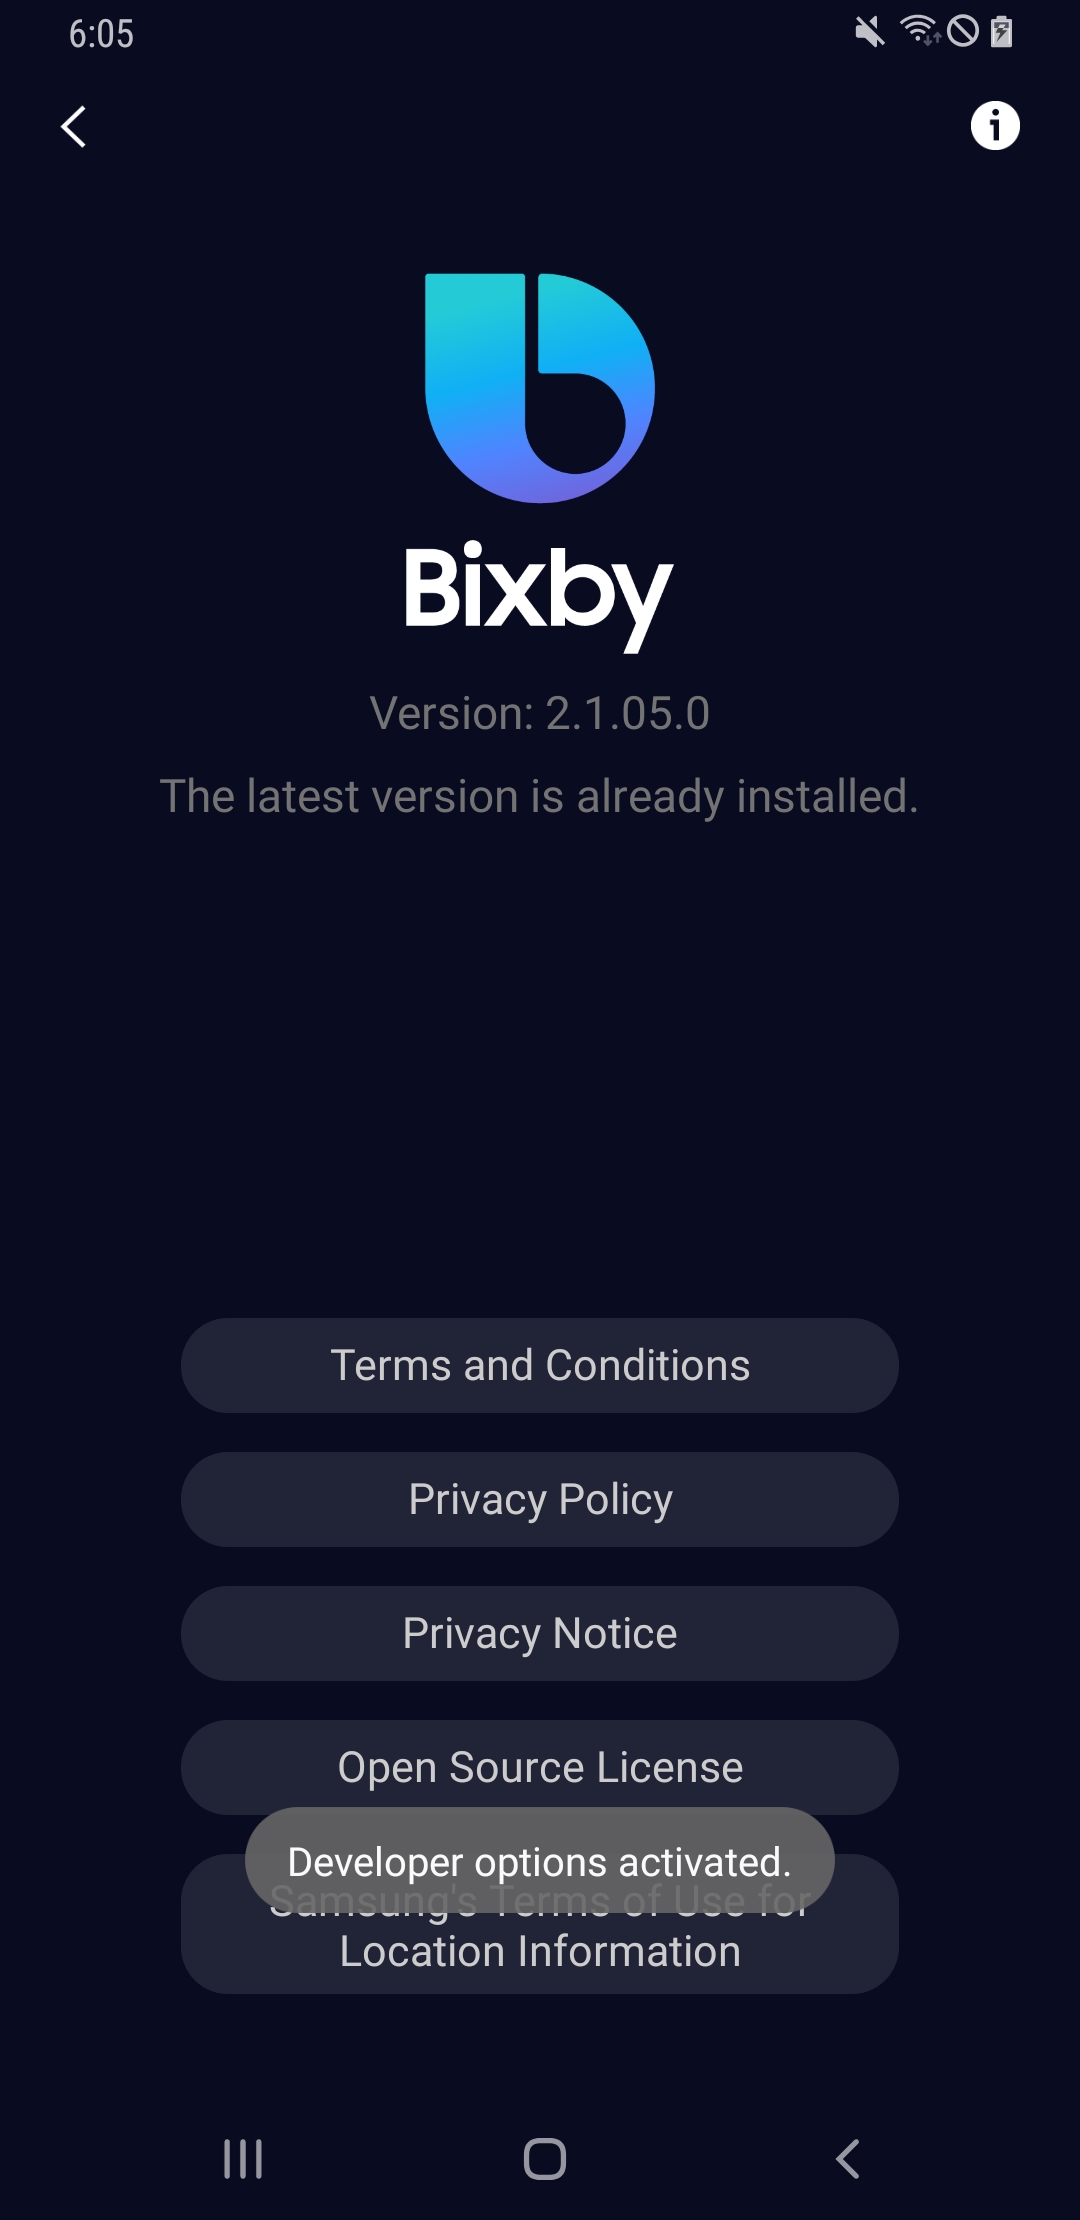 6:05
Bixby
Version: 2.1.05.0
The latest version is already installed.
Terms and Conditions
Privacy Policy
Privacy Notice
Open Source License
Developer options activated.
Samsung's Terms of Use for
Location Information